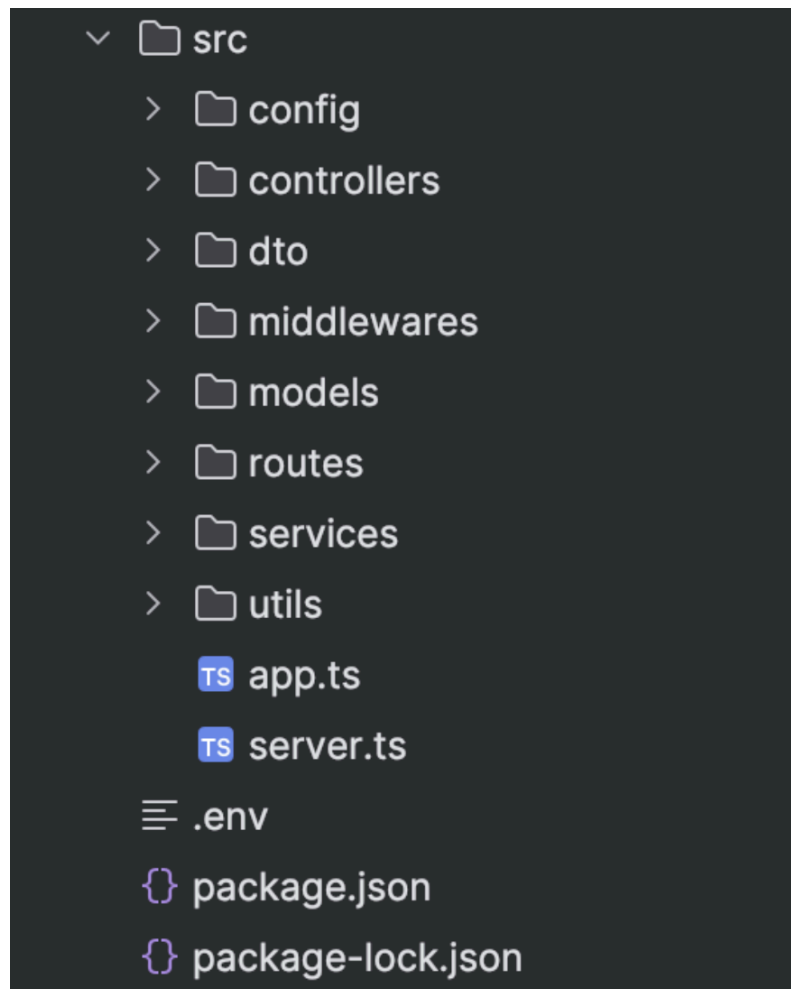 src
config
controllers
dto
middlewares
models
routes
services
utils
TS app.ts
TS server.ts
.env
{} package.json
{} package-lock.json